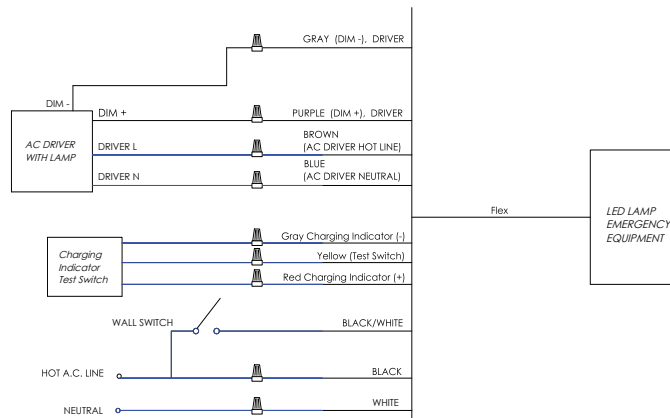 GRAY (DIM -), DRIVER
DIM -
DIM +
PURPLE (DIM +), DRIVER
AC DRIVER
WITH LAMP
DRIVER L
BROWN
(AC DRIVER HOT LINE)
DRIVER N
BLUE
(AC DRIVER NEUTRAL)
Flex
LED LAMP
EMERGENCY
EQUIPMENT
Charging
Indicator
Test Switch
Gray Charging Indicator (-)
Yellow (Test Switch)
Red Charging Indicator (+)
WALL SWITCH
BLACK/WHITE
HOT A.C. LINE
BLACK
NEUTRAL
WHITE